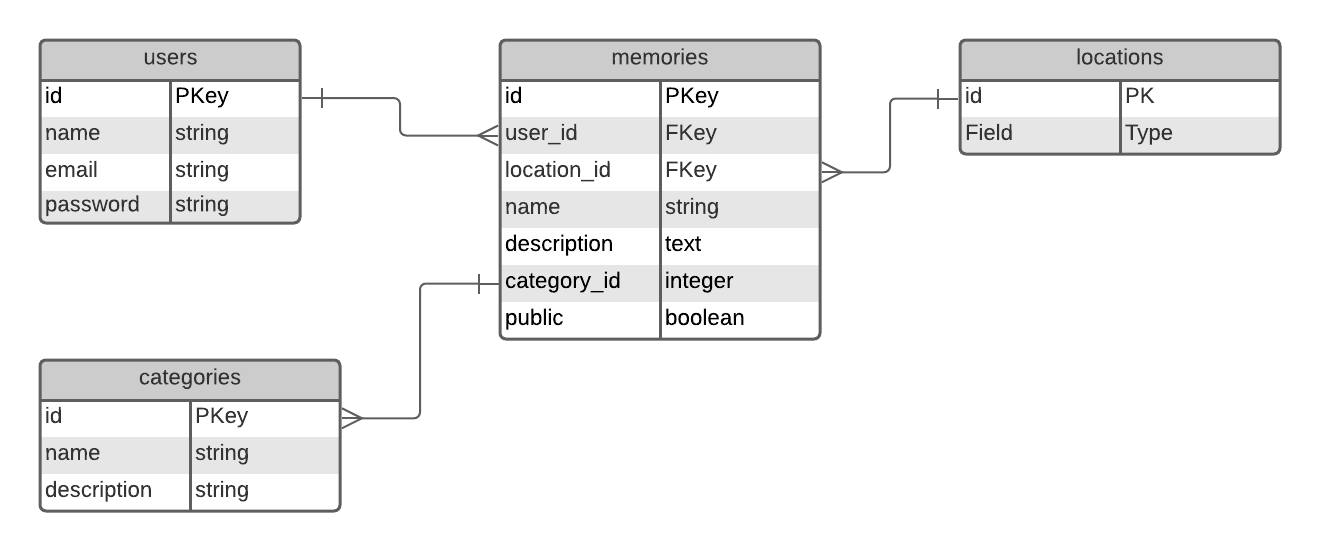 users
id PKey
name string
email string
password string
memories
id PKey
user_id FKey
location_id FKey
name string
description text
category_id integer
public boolean
locations
id PK
Field Type
categories
id PKey
name string
description string